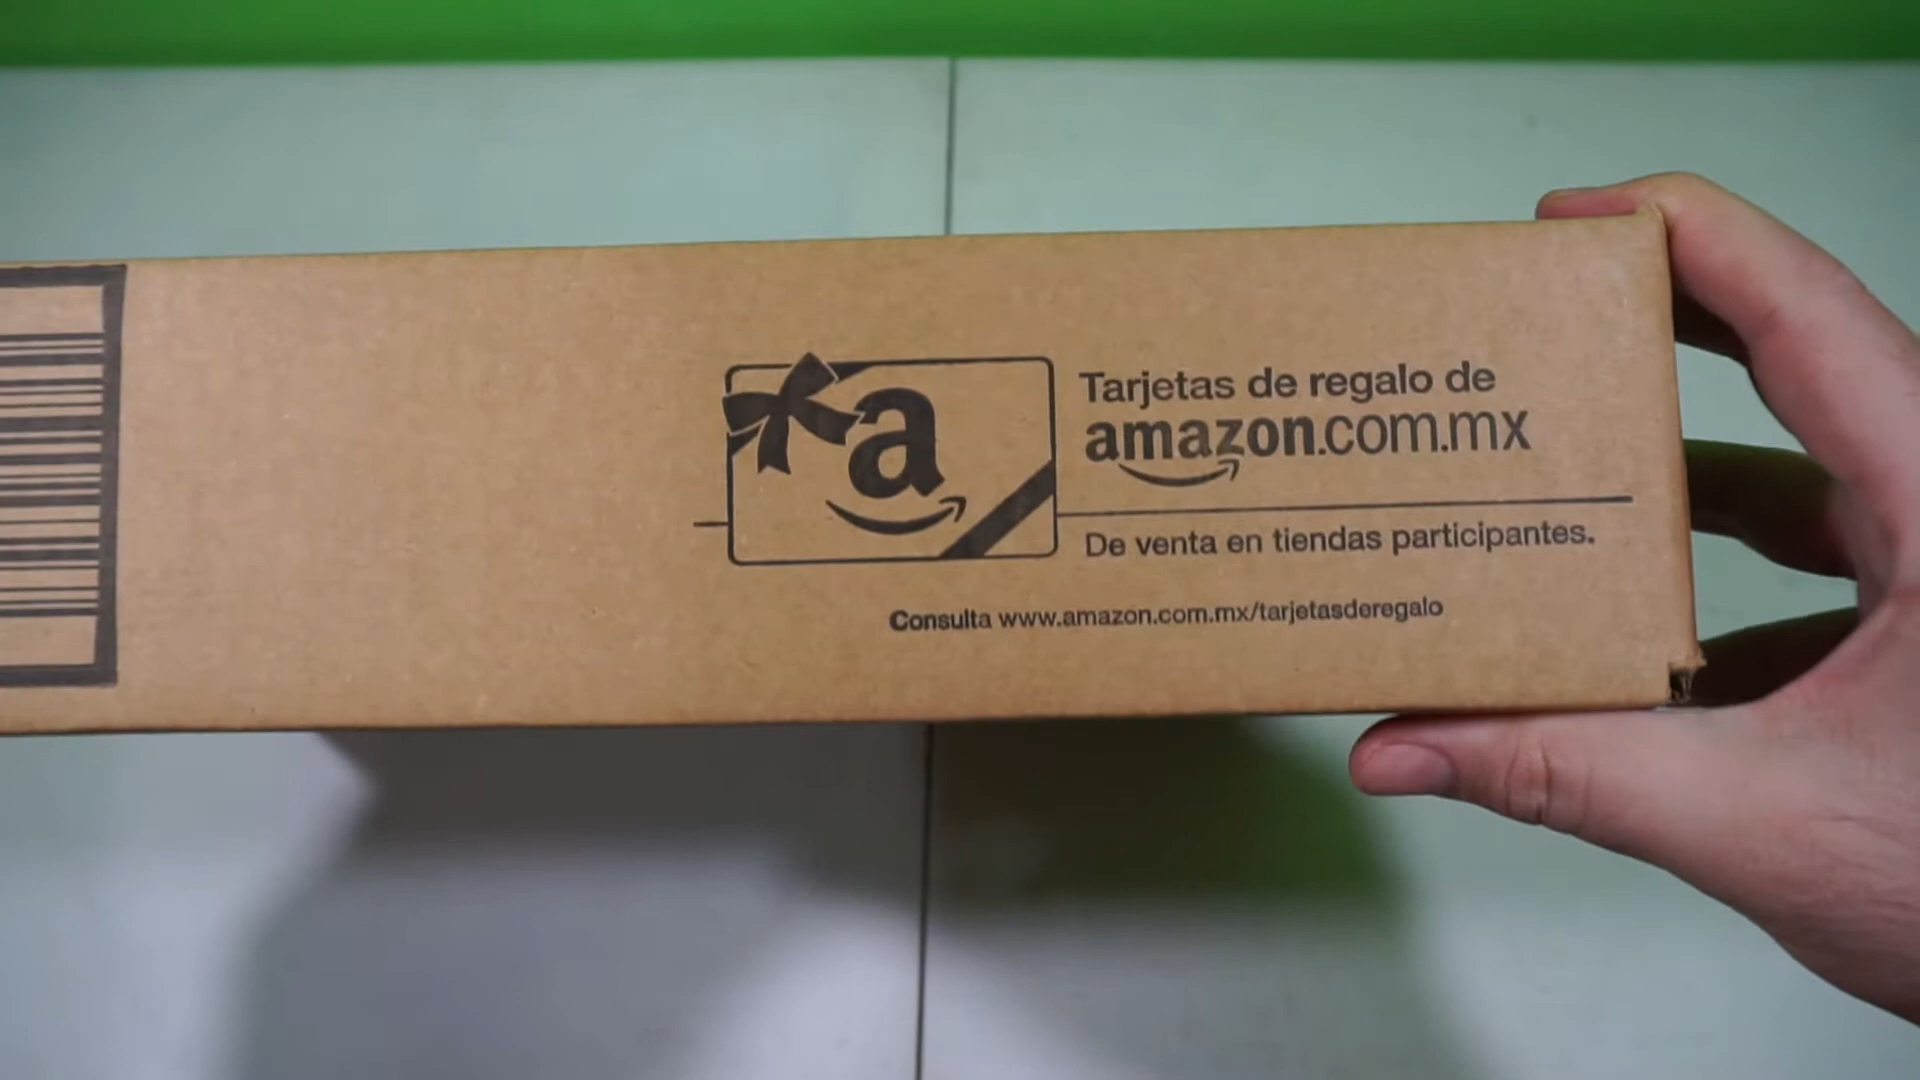 a
Tarjetas de regalo de
amazon.com.mx
De venta en tiendas participantes.
Consulta www.amazon.com.mx/tarjetasderegalo